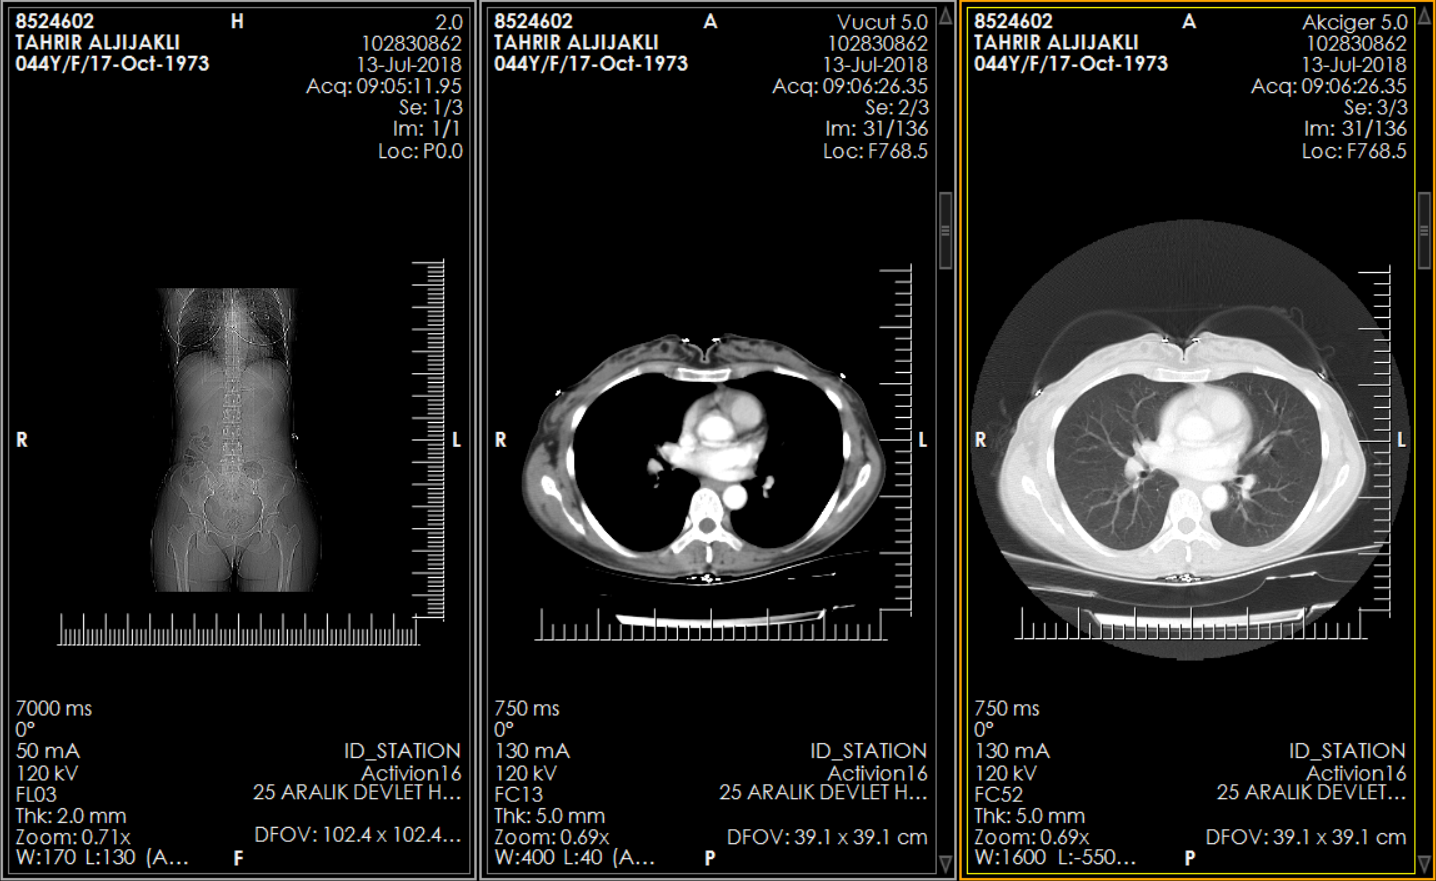 8524602 H 2.0
TAHRIR ALJIJAKLI 102830862
044Y/F/17-Oct-1973 13-Jul-2018
Acq: 09:05:11.95
Se: 1/3
Im: 1/1
Loc: P0.0
R L
7000 ms
0°
50 mA ID_STATION
120 kV Activion16
FL03 25 ARALIK DEVLET H...
Thk: 2.0 mm
Zoom: 0.71x DFOV: 102.4 x 102.4...
W:170 L:130 (A... F
8524602 A Vucut 5.0
TAHRIR ALJIJAKLI 102830862
044Y/F/17-Oct-1973 13-Jul-2018
Acq: 09:06:26.35
Se: 2/3
Im: 31/136
Loc: F768.5
R L
750 ms
0°
130 mA ID_STATION
120 kV Activion16
FC13 25 ARALIK DEVLET H...
Thk: 5.0 mm
Zoom: 0.69x DFOV: 39.1 x 39.1 cm
W:400 L:40 (A... P
8524602 A Akciger 5.0
TAHRIR ALJIJAKLI 102830862
044Y/F/17-Oct-1973 13-Jul-2018
Acq: 09:06:26.35
Se: 3/3
Im: 31/136
Loc: F768.5
R L
750 ms
0°
130 mA ID_STATION
120 kV Activion16
FC52 25 ARALIK DEVLET...
Thk: 5.0 mm
Zoom: 0.69x DFOV: 39.1 x 39.1 cm
W:1600 L:-550... P